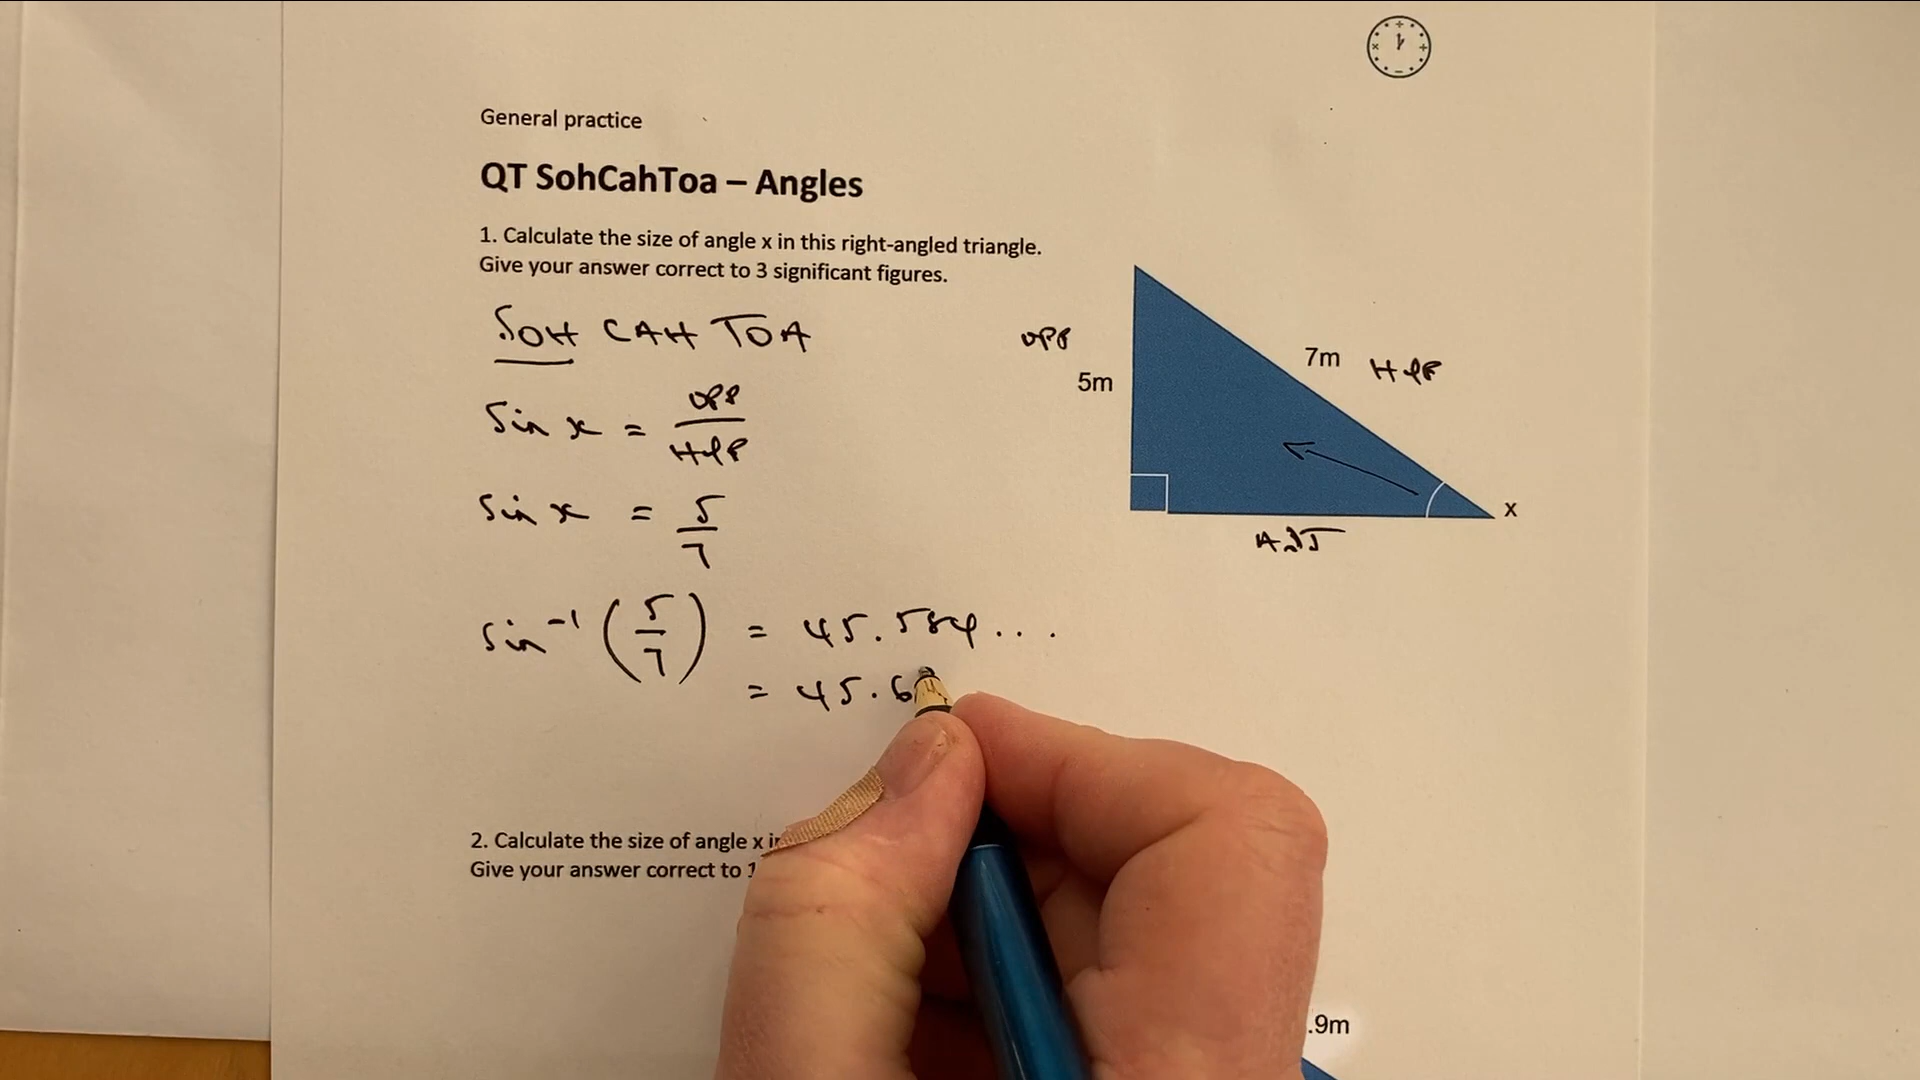 General practice
QT SohCahToa – Angles
1. Calculate the size of angle x in this right-angled triangle.
Give your answer correct to 3 significant figures.
SOH CAH TOA
Sin x = OPP / HYP
Sin x = 5 / 7
Sin⁻¹ (5/7) = 45.584...
= 45.6
OPP
5m
7m HYP
x
ADJ
2. Calculate the size of angle x
Give your answer correct to 1
.9m